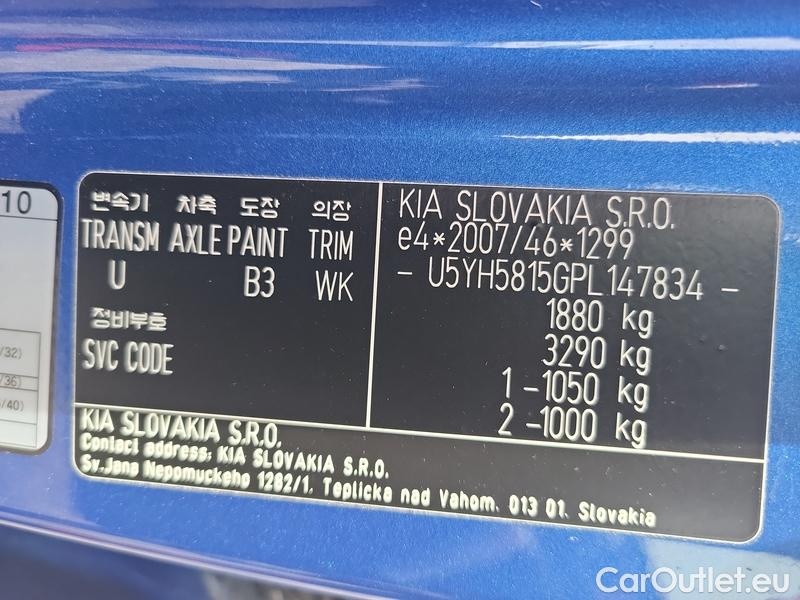 10
/32)
/36)
/40)
변속기 차축 도장 의장
TRANSM AXLE PAINT TRIM
U B3 WK
정비부호
SVC CODE
KIA SLOVAKIA S.R.O.
e4*2007/46*1299
- U5YH5815GPL147834 -
1880 kg
3290 kg
1 -1050 kg
2 -1000 kg
KIA SLOVAKIA S.R.O.
Contact address: KIA SLOVAKIA S.R.O.
Sv.Jana Nepomuckeho 1282/1, Teplicka nad Vahom, 013 01, Slovakia
CarOutlet.eu